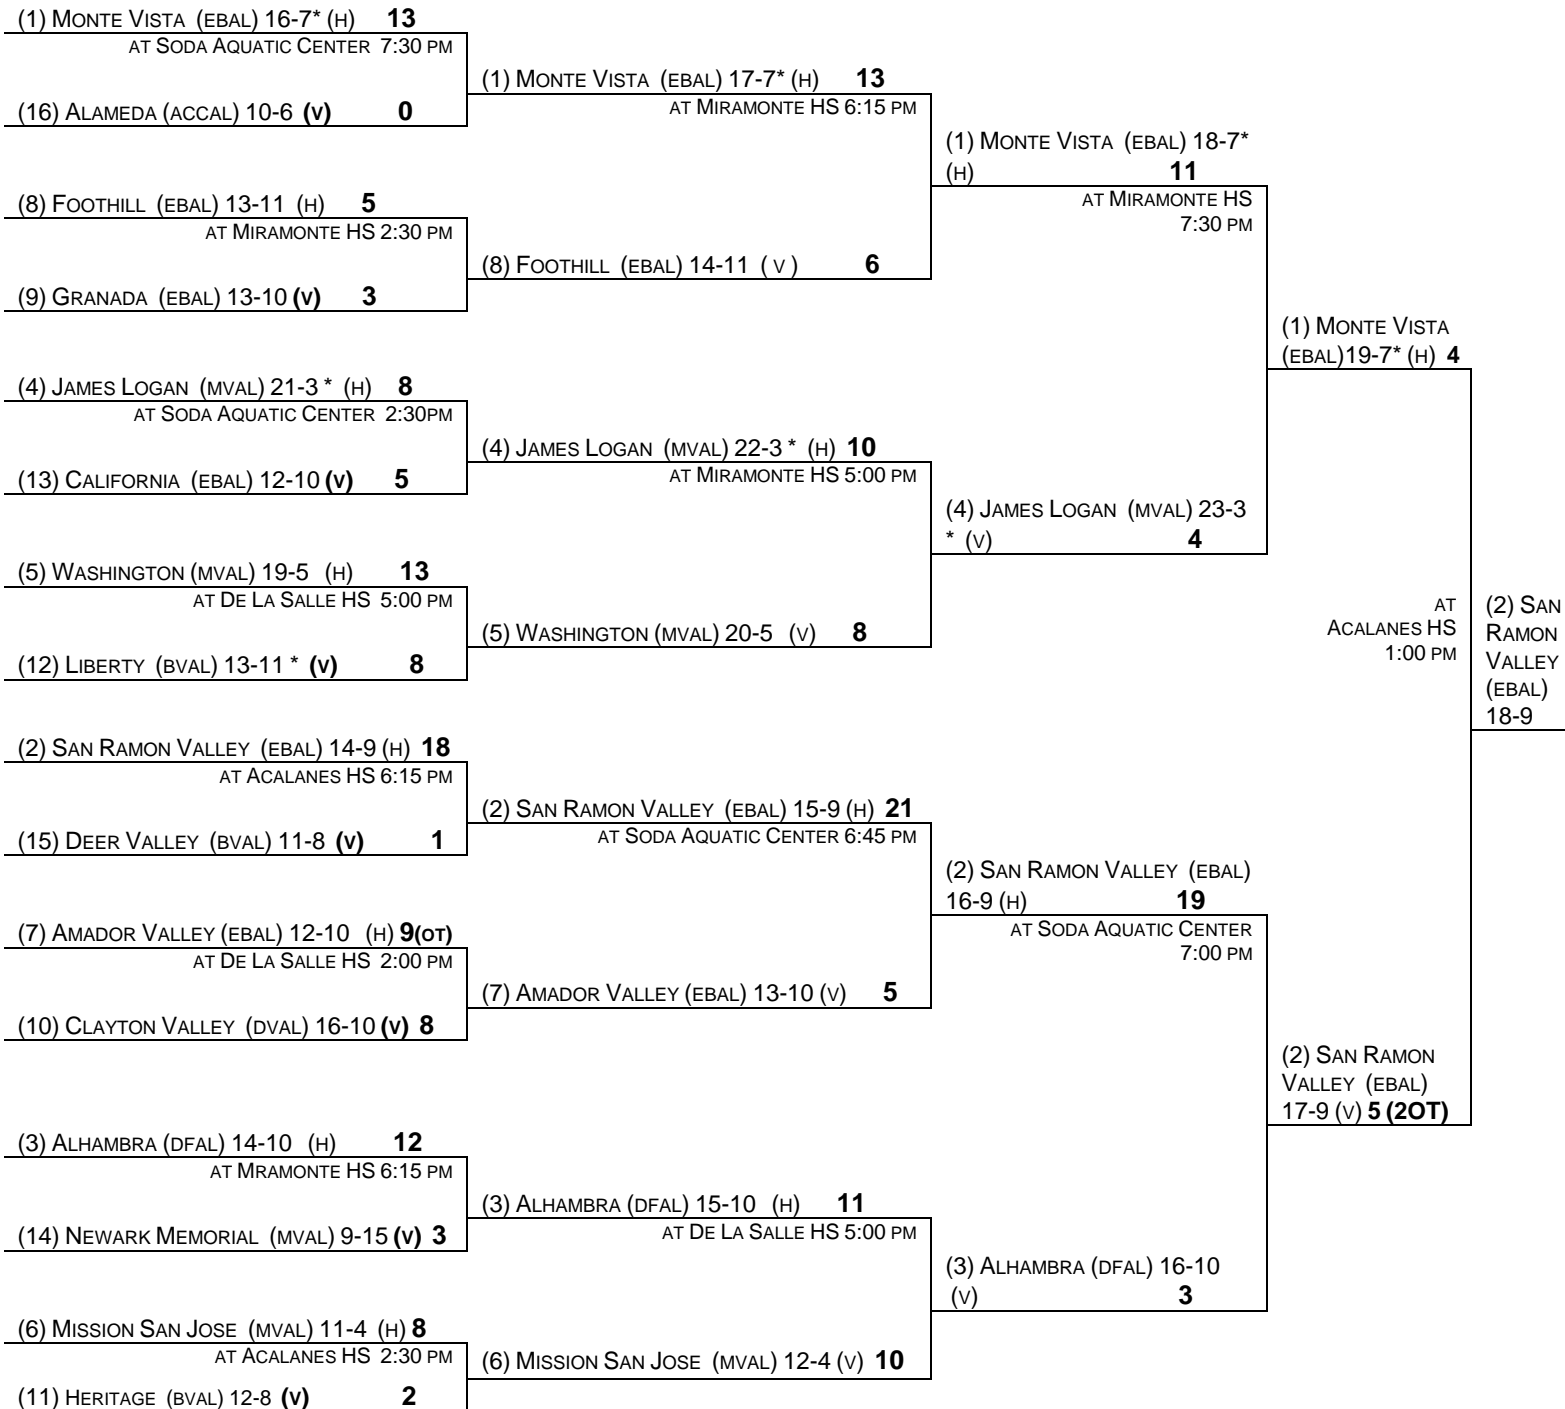 (1) MONTE VISTA (EBAL) 16-7* (H) 13
AT SODA AQUATIC CENTER 7:30 PM
(16) ALAMEDA (ACCAL) 10-6 (V) 0
(8) FOOTHILL (EBAL) 13-11 (H) 5
AT MIRAMONTE HS 2:30 PM
(9) GRANADA (EBAL) 13-10 (V) 3
(4) JAMES LOGAN (MVAL) 21-3 * (H) 8
AT SODA AQUATIC CENTER 2:30PM
(13) CALIFORNIA (EBAL) 12-10 (V) 5
(5) WASHINGTON (MVAL) 19-5 (H) 13
AT DE LA SALLE HS 5:00 PM
(12) LIBERTY (BVAL) 13-11 * (V) 8
(2) SAN RAMON VALLEY (EBAL) 14-9 (H) 18
AT ACALANES HS 6:15 PM
(15) DEER VALLEY (BVAL) 11-8 (V) 1
(7) AMADOR VALLEY (EBAL) 12-10 (H) 9(OT)
AT DE LA SALLE HS 2:00 PM
(10) CLAYTON VALLEY (DVAL) 16-10 (V) 8
(3) ALHAMBRA (DFAL) 14-10 (H) 12
AT MRAMONTE HS 6:15 PM
(14) NEWARK MEMORIAL (MVAL) 9-15 (V) 3
(6) MISSION SAN JOSE (MVAL) 11-4 (H) 8
AT ACALANES HS 2:30 PM
(11) HERITAGE (BVAL) 12-8 (V) 2
(1) MONTE VISTA (EBAL) 17-7* (H) 13
AT MIRAMONTE HS 6:15 PM
(8) FOOTHILL (EBAL) 14-11 ( V ) 6
(4) JAMES LOGAN (MVAL) 22-3 * (H) 10
AT MIRAMONTE HS 5:00 PM
(5) WASHINGTON (MVAL) 20-5 (V) 8
(2) SAN RAMON VALLEY (EBAL) 15-9 (H) 21
AT SODA AQUATIC CENTER 6:45 PM
(7) AMADOR VALLEY (EBAL) 13-10 (V) 5
(3) ALHAMBRA (DFAL) 15-10 (H) 11
AT DE LA SALLE HS 5:00 PM
(6) MISSION SAN JOSE (MVAL) 12-4 (V) 10
(1) MONTE VISTA (EBAL) 18-7*
(H) 11
AT MIRAMONTE HS
7:30 PM
(4) JAMES LOGAN (MVAL) 23-3
* (V) 4
(2) SAN RAMON VALLEY (EBAL)
16-9 (H) 19
AT SODA AQUATIC CENTER
7:00 PM
(3) ALHAMBRA (DFAL) 16-10
(V) 3
(1) MONTE VISTA
(EBAL)19-7* (H) 4
AT
ACALANES HS
1:00 PM
(2) SAN RAMON
VALLEY (EBAL)
17-9 (V) 5 (2OT)
(2) SAN
RAMON
VALLEY
(EBAL)
18-9